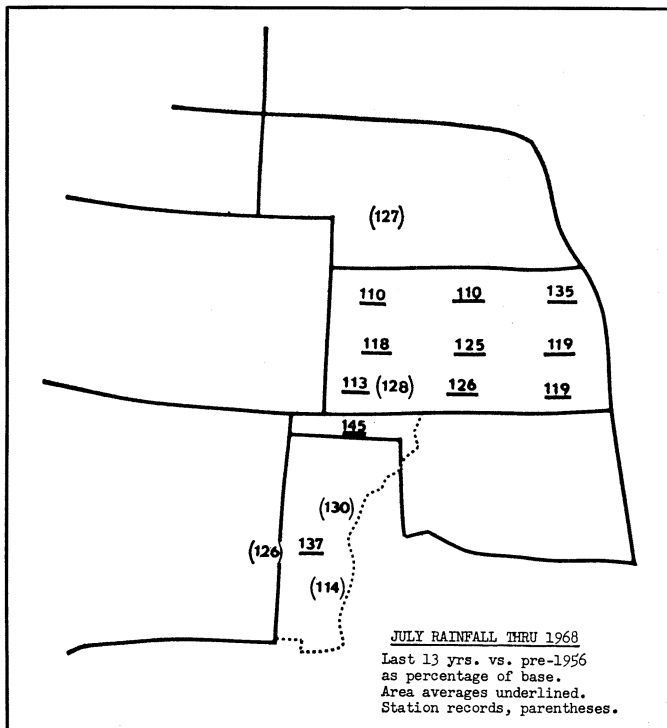 (127)
110 110 135
118 125 119
113 (128) 126 119
145
(130)
(126) 137
(114)
JULY RAINFALL THRU 1968
Last 13 yrs. vs. pre-1956
as percentage of base.
Area averages underlined.
Station records, parentheses.